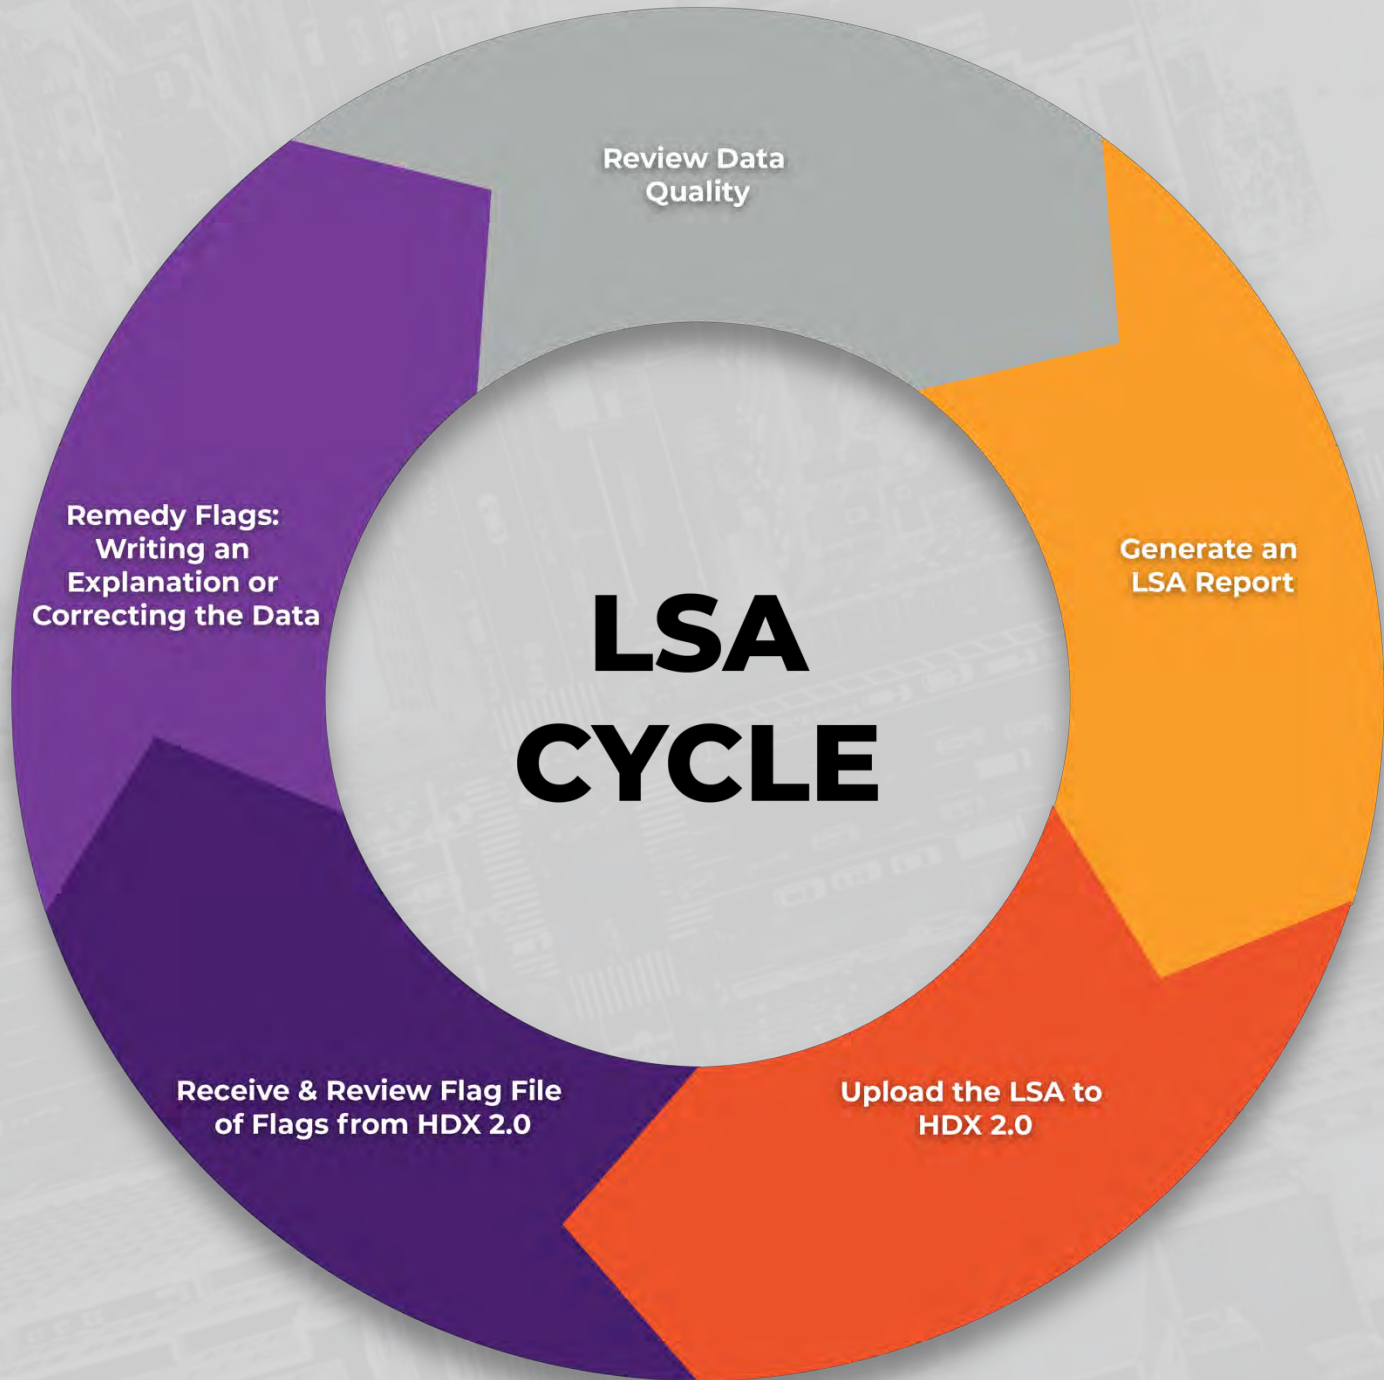 Review Data
Quality
Generate an
LSA Report
Upload the LSA to
HDX 2.0
Receive & Review Flag File
of Flags from HDX 2.0
Remedy Flags:
Writing an
Explanation or
Correcting the Data
LSA
CYCLE